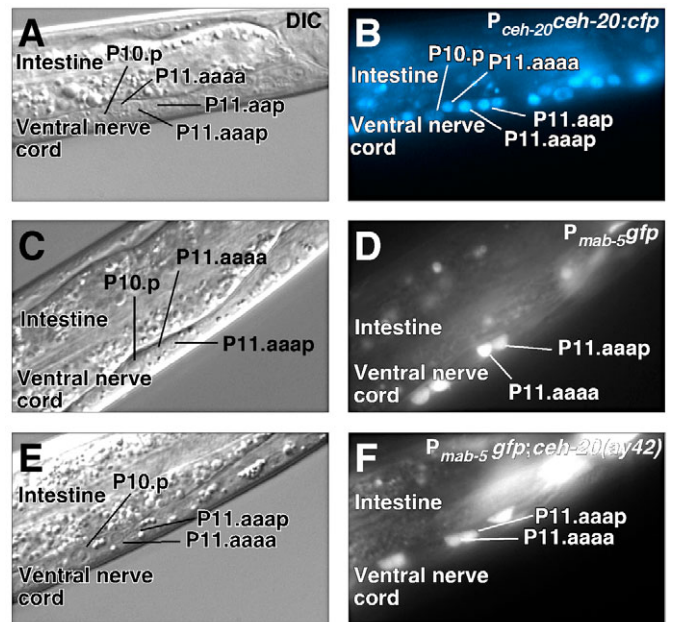 A
DIC
Intestine
P10.p
P11.aaaa
P11.aap
Ventral nerve
cord
P11.aaap
B
Pceh-20ceh-20:cfp
P10.p
P11.aaaa
Intestine
P11.aap
Ventral nerve
cord
P11.aaap
C
P11.aaaa
P10.p
Intestine
P11.aaap
Ventral nerve
cord
D
Pmab-5gfp
Intestine
P11.aaap
Ventral nerve
cord
P11.aaaa
E
P10.p
Intestine
P11.aaap
P11.aaaa
Ventral nerve
cord
F
Pmab-5 gfp;ceh-20(ay42)
Intestine
P11.aaap
P11.aaaa
Ventral nerve
cord